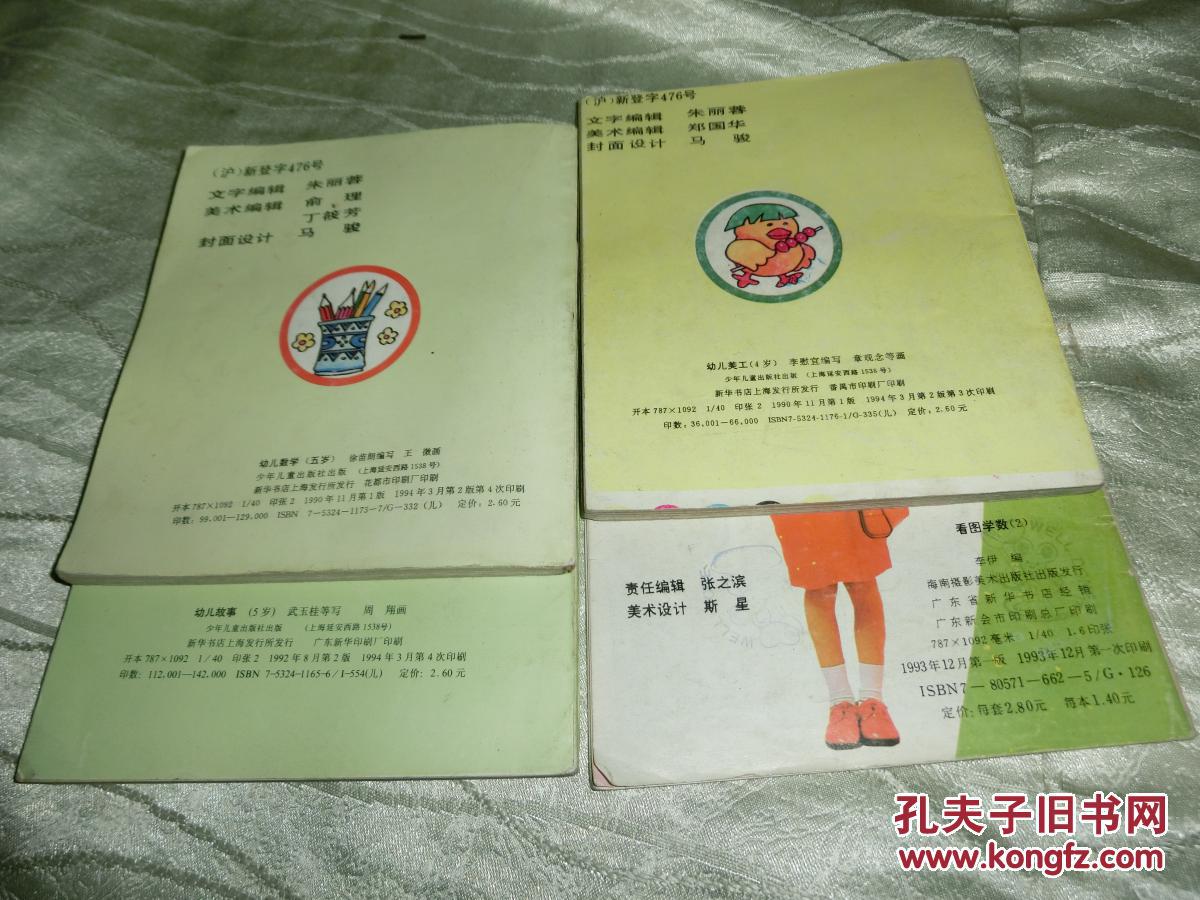 (沪)新登字476号
文字编辑 朱丽蓉
美术编辑 俞 理
丁筱芳
封面设计 马 骏
幼儿数学 (五岁) 徐苗朗编写 王 微画
少年儿童出版社出版 (上海延安西路1538号)
新华书店上海发行所发行 花都市印刷厂印刷
开本 787×1092 1/40 印张 2 1990年11月第1版 1994年3月第2版第4次印刷
印数: 99,001—129,000 ISBN 7-5324-1173-7/G-332 (儿) 定价: 2.60元
幼儿故事 (5岁) 武玉桂等写 周 翔画
少年儿童出版社出版 (上海延安西路1538号)
新华书店上海发行所发行 广东新华印刷厂印刷
开本 787×1092 1/40 印张 2 1992年8月第2版 1994年3月第4次印刷
印数: 112,001—142,000 ISBN 7-5324-1165-6/I-554(儿) 定价: 2.60元
(沪)新登字476号
文字编辑 朱丽蓉
美术编辑 郑国华
封面设计 马 骏
幼儿美工(4岁) 李慰宜编写 章观念等画
少年儿童出版社出版 (上海延安西路1538号)
新华书店上海发行所发行 番禺市印刷厂印刷
开本 787×1092 1/40 印张 2 1990年11月第1版 1994年3月第2版第3次印刷
印数: 36,001—66,000 ISBN7-5324-1176-1/G-335(儿) 定价: 2.60元
责任编辑 张之滨
美术设计 斯 星
看图学数(2)
李伊 编
海南摄影美术出版社出版发行
广东省新华书店经销
广东新会市印刷总厂印刷
787×1092毫米 1/40 1.6印张
1993年12月第一版 1993年12月第一次印刷
ISBN7—80571—662—5/G·126
定价: 每套2.80元 每本1.40元
孔夫子旧书网
www.kongfz.com